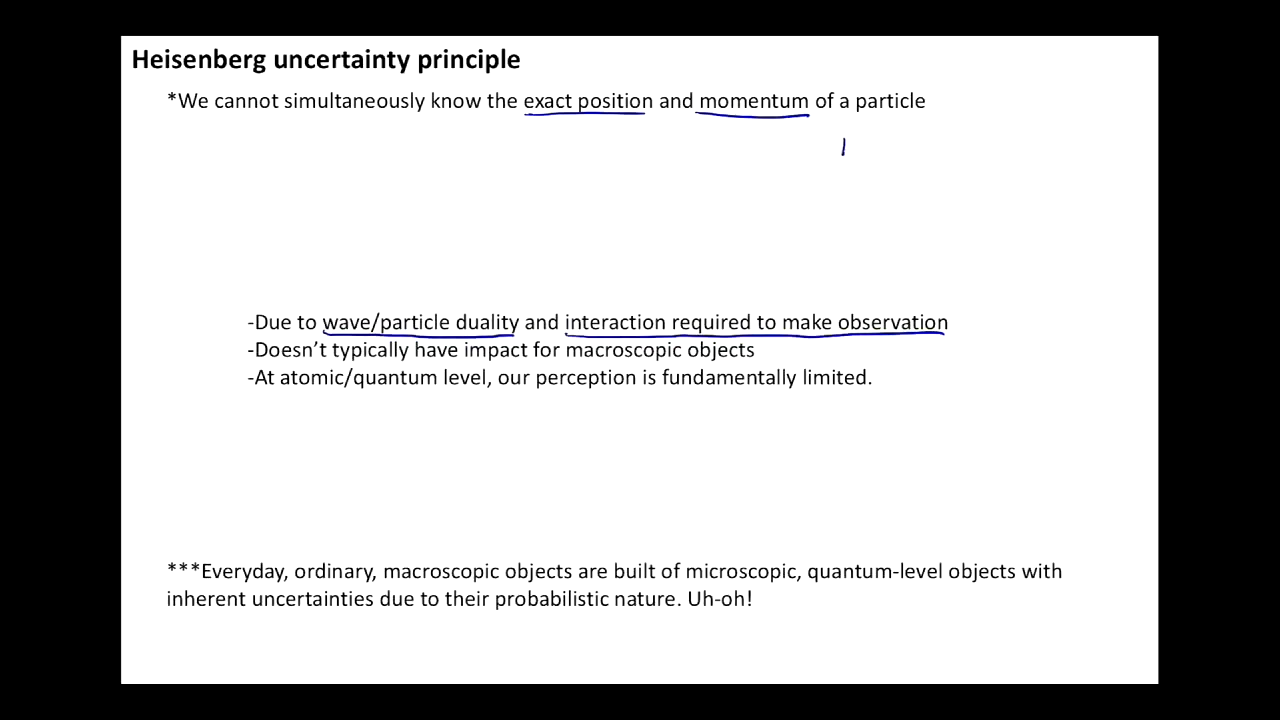 Heisenberg uncertainty principle
*We cannot simultaneously know the exact position and momentum of a particle
-Due to wave/particle duality and interaction required to make observation
-Doesn’t typically have impact for macroscopic objects
-At atomic/quantum level, our perception is fundamentally limited.
***Everyday, ordinary, macroscopic objects are built of microscopic, quantum-level objects with
inherent uncertainties due to their probabilistic nature. Uh-oh!